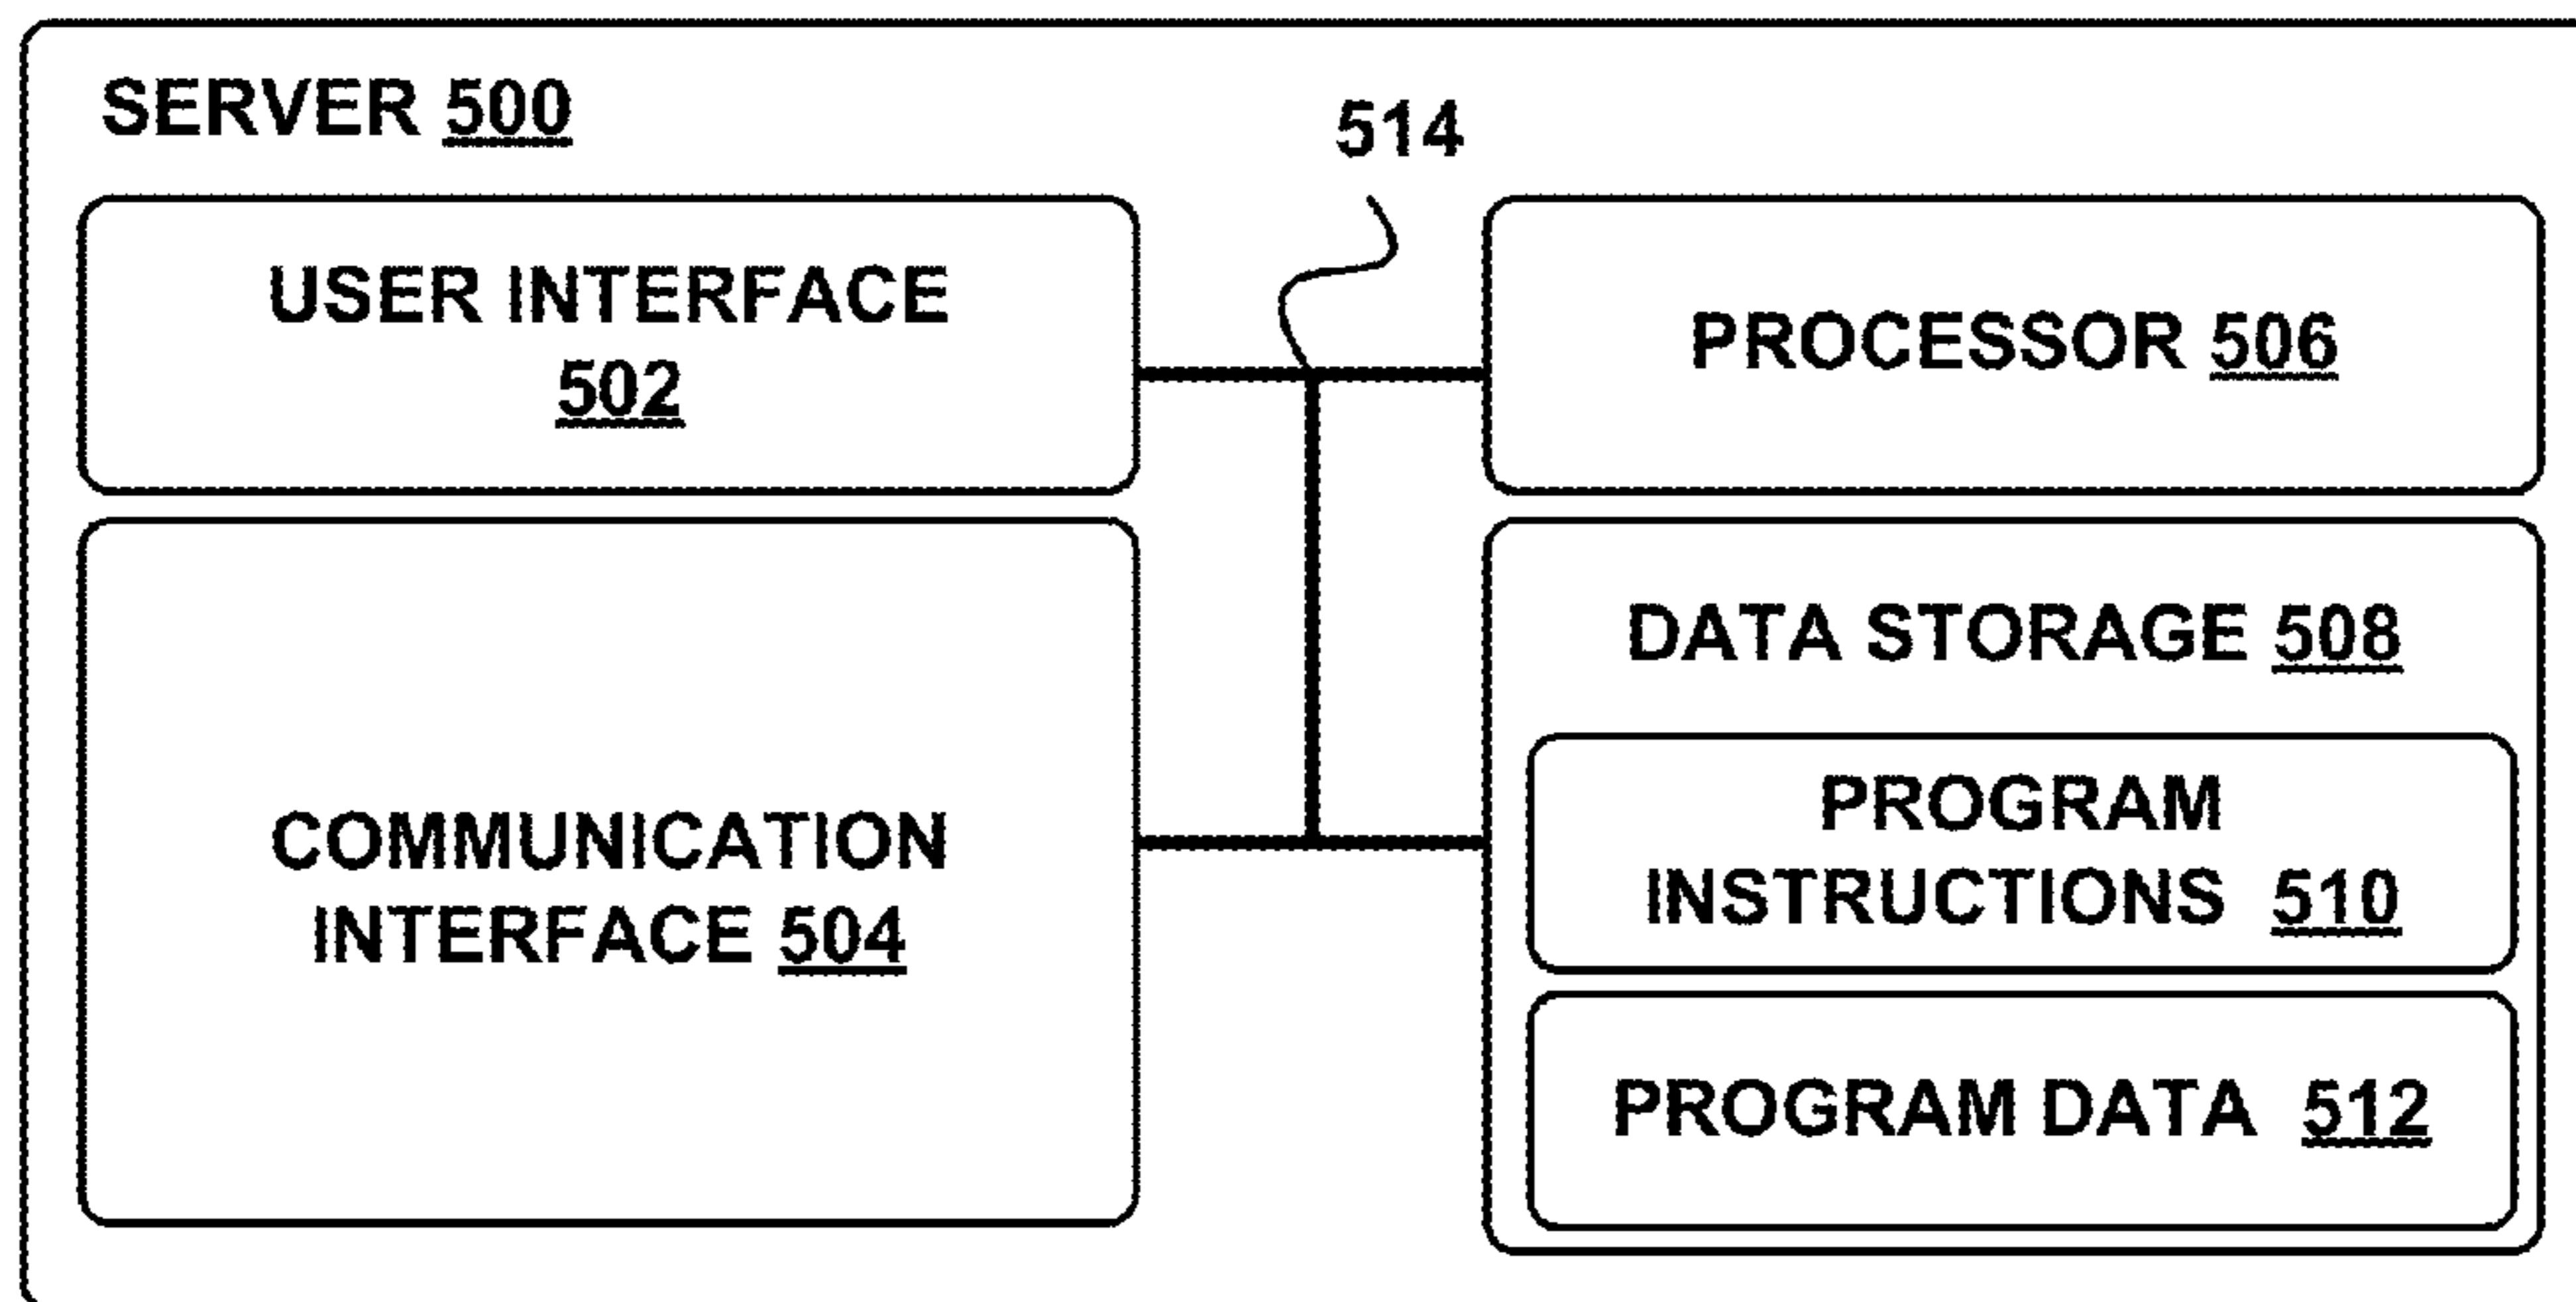 SERVER 500
514
USER INTERFACE
502
PROCESSOR 506
COMMUNICATION
INTERFACE 504
DATA STORAGE 508
PROGRAM
INSTRUCTIONS 510
PROGRAM DATA 512